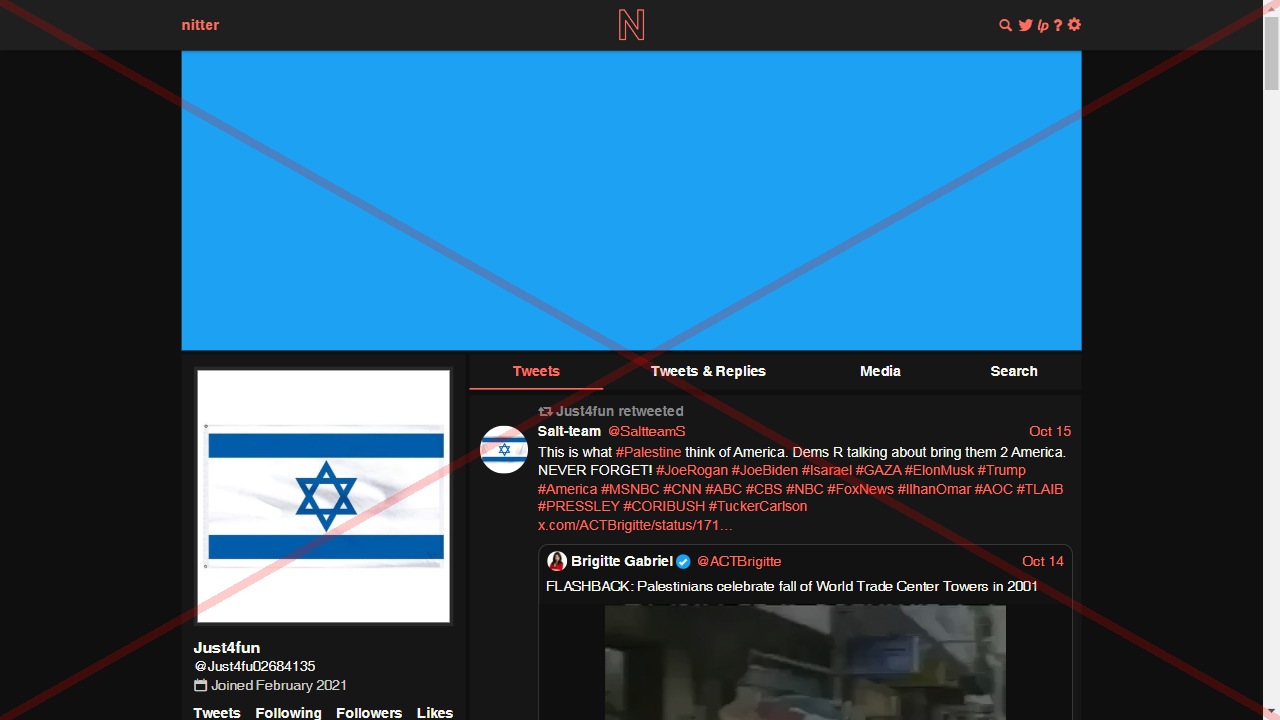 nitter
N
lp ?
Tweets
Tweets & Replies
Media
Search
Just4fun retweeted
Salt-team @SaltteamS
Oct 15
This is what #Palestine think of America. Dems R talking about bring them 2 America.
NEVER FORGET! #JoeRogan #JoeBiden #Isarael #GAZA #ElonMusk #Trump
#America #MSNBC #CNN #ABC #CBS #NBC #FoxNews #IlhanOmar #AOC #TLAIB
#PRESSLEY #CORIBUSH #TuckerCarlson
x.com/ACTBrigitte/status/171…
Brigitte Gabriel @ACTBrigitte
Oct 14
FLASHBACK: Palestinians celebrate fall of World Trade Center Towers in 2001
Just4fun
@Just4fu02684135
Joined February 2021
Tweets Following Followers Likes